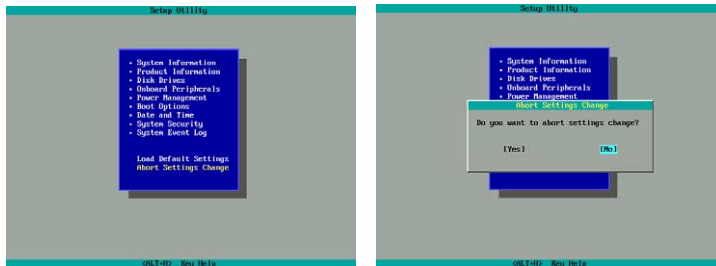 Setup Utility
• System Information
• Product Information
• Disk Drives
• Onboard Peripherals
• Power Management
• Boot Options
• Date and Time
• System Security
• System Event Log
Load Default Settings
Abort Settings Change
<ALT+H> Key Help
Setup Utility
• System Information
• Product Information
• Disk Drives
• Onboard Peripherals
• Power Management
Abort Settings Change
Do you want to abort settings change?
[Yes] [No]
<ALT+H> Key Help